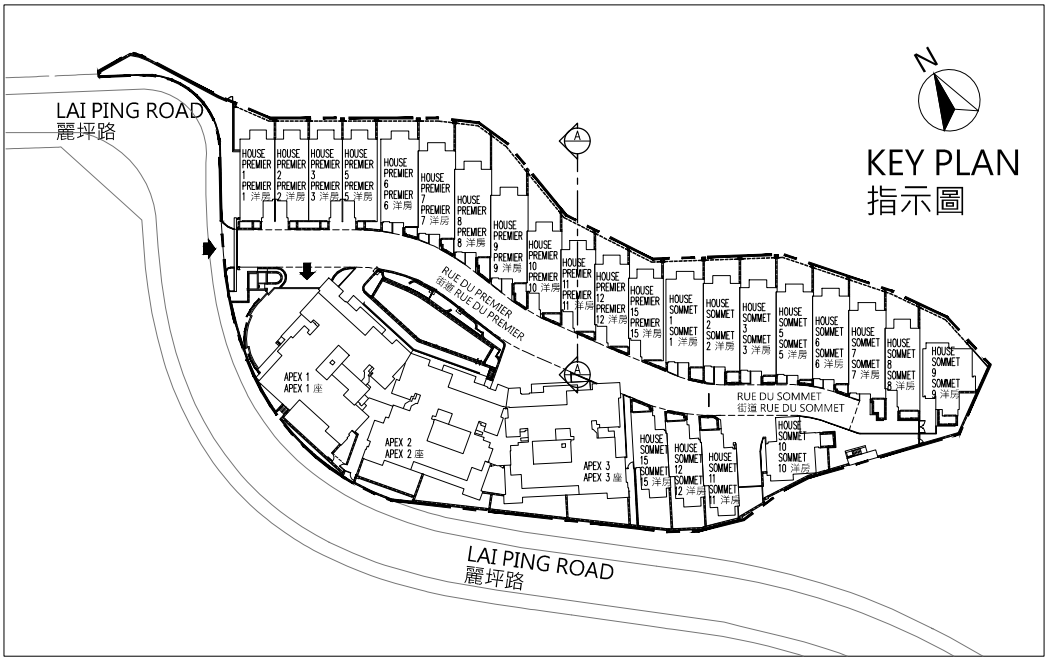 N
KEY PLAN
指示圖
LAI PING ROAD
麗坪路
A
HOUSE
PREMIER
1
PREMIER
1 洋房
HOUSE
PREMIER
2
PREMIER
2 洋房
HOUSE
PREMIER
3
PREMIER
3 洋房
HOUSE
PREMIER
5
PREMIER
5 洋房
HOUSE
PREMIER
6
PREMIER
6 洋房
HOUSE
PREMIER
7
PREMIER
7 洋房
HOUSE
PREMIER
8
PREMIER
8 洋房
HOUSE
PREMIER
9
PREMIER
9 洋房
HOUSE
PREMIER
10
PREMIER
10 洋房
HOUSE
PREMIER
11
PREMIER
11 洋房
HOUSE
PREMIER
12
PREMIER
12 洋房
HOUSE
PREMIER
15
PREMIER
15 洋房
HOUSE
SOMMET
1
SOMMET
1 洋房
HOUSE
SOMMET
2
SOMMET
2 洋房
HOUSE
SOMMET
3
SOMMET
3 洋房
HOUSE
SOMMET
5
SOMMET
5 洋房
HOUSE
SOMMET
6
SOMMET
6 洋房
HOUSE
SOMMET
7
SOMMET
7 洋房
HOUSE
SOMMET
8
SOMMET
8 洋房
HOUSE
SOMMET
9
SOMMET
9 洋房
RUE DU PREMIER
街道 RUE DU PREMIER
A
RUE DU SOMMET
街道 RUE DU SOMMET
APEX 1
APEX 1 座
APEX 2
APEX 2 座
APEX 3
APEX 3 座
HOUSE
SOMMET
15
SOMMET
15 洋房
HOUSE
SOMMET
12
SOMMET
12 洋房
HOUSE
SOMMET
11
SOMMET
11 洋房
HOUSE
SOMMET
10
SOMMET
10 洋房
LAI PING ROAD
麗坪路